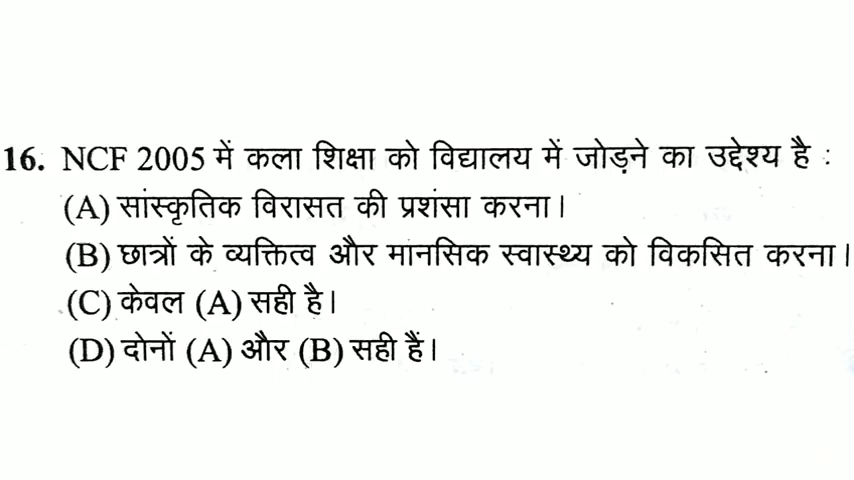 16. NCF 2005 में कला शिक्षा को विद्यालय में जोड़ने का उद्देश्य है :
(A) सांस्कृतिक विरासत की प्रशंसा करना।
(B) छात्रों के व्यक्तित्व और मानसिक स्वास्थ्य को विकसित करना।
(C) केवल (A) सही है।
(D) दोनों (A) और (B) सही हैं।